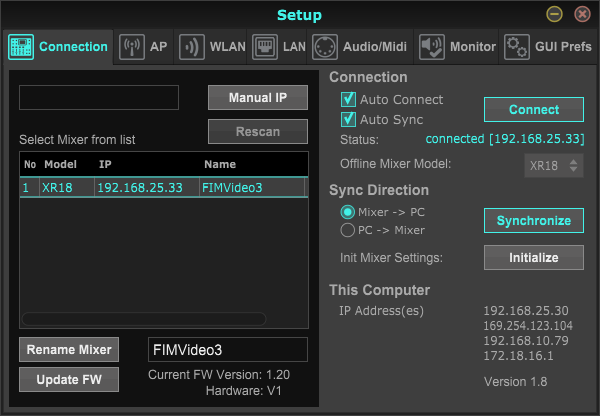 Setup
Connection AP WLAN LAN Audio/Midi Monitor GUI Prefs
Manual IP
Rescan
Select Mixer from list
No Model IP Name
1 XR18 192.168.25.33 FIMVideo3
Rename Mixer FIMVideo3
Update FW
Current FW Version: 1.20
Hardware: V1
Connection
Auto Connect
Auto Sync
Connect
Status: connected [192.168.25.33]
Offline Mixer Model: XR18
Sync Direction
Mixer -> PC
PC -> Mixer
Synchronize
Init Mixer Settings: Initialize
This Computer
IP Address(es) 192.168.25.30
169.254.123.104
192.168.10.79
172.18.16.1
Version 1.8